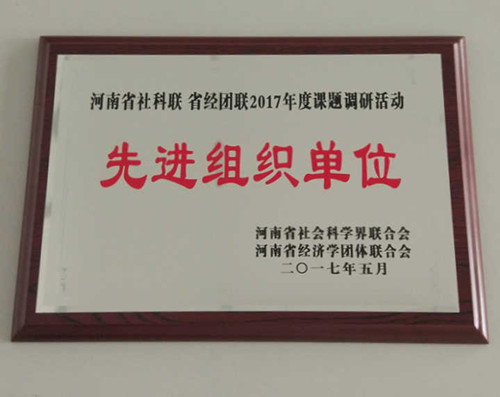 河南省社科联 省经团联2017年度课题调研活动
先进组织单位
河南省社会科学界联合会
河南省经济学团体联合会
二〇一七年五月